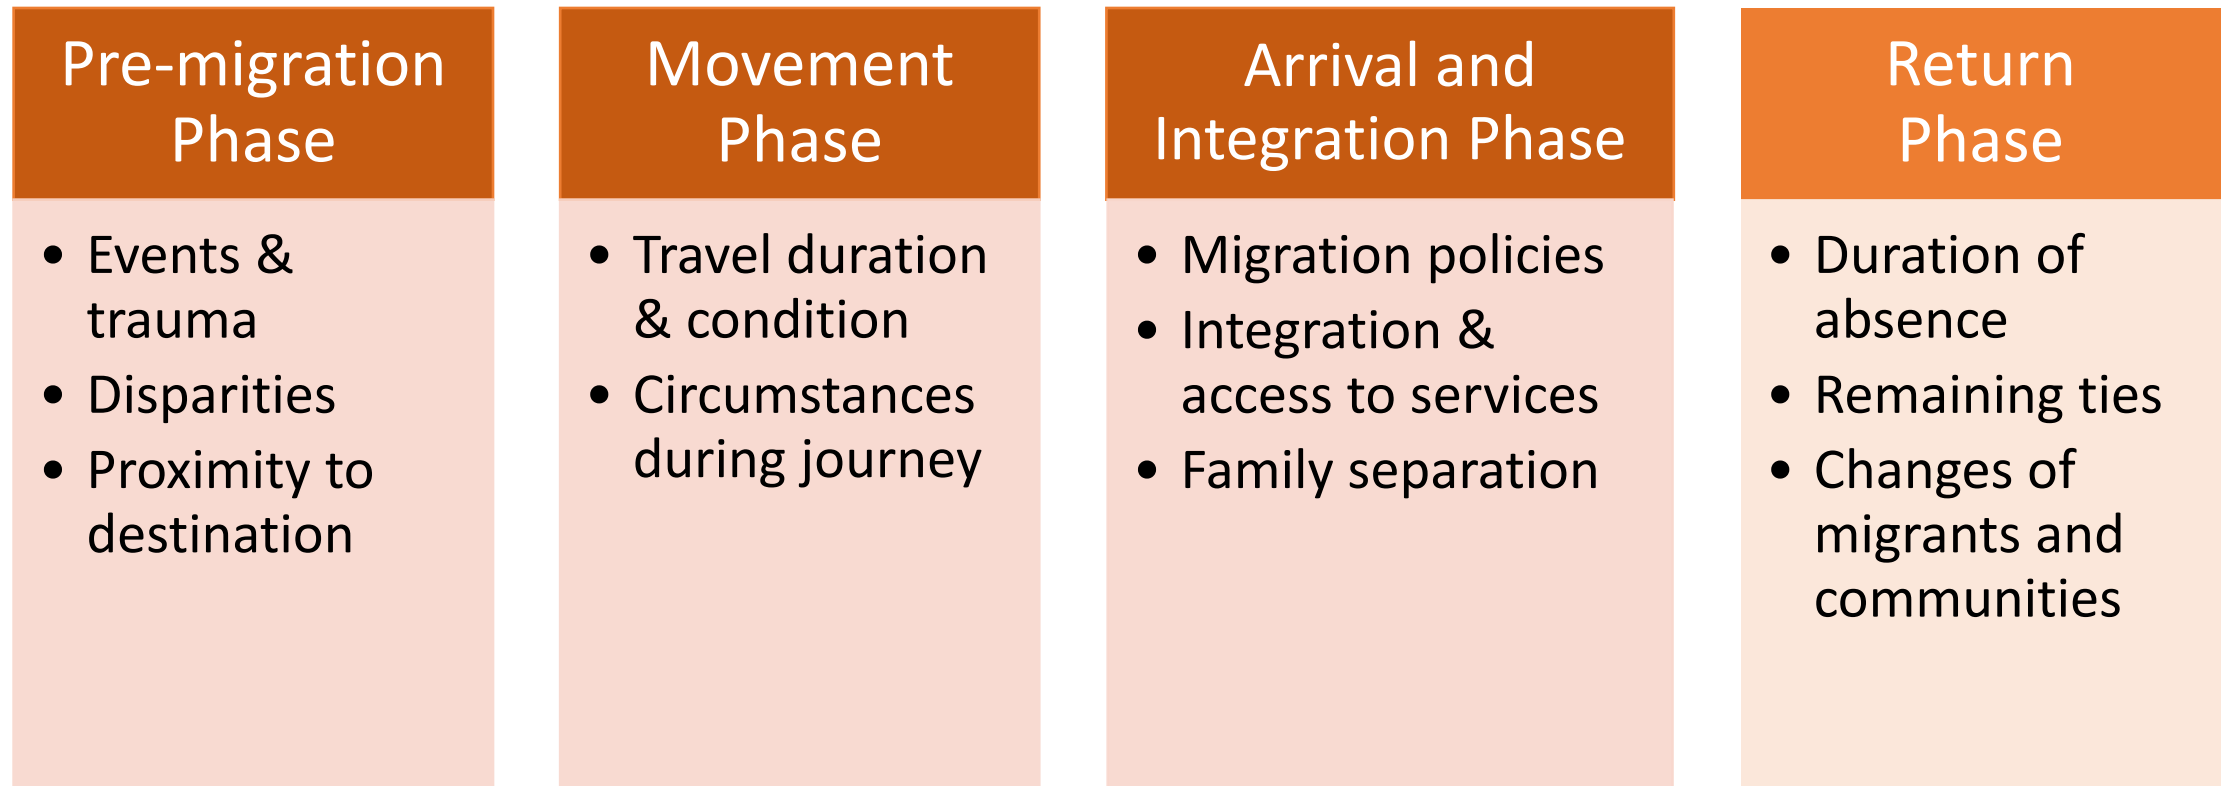 Pre-migration
Phase
• Events &
trauma
• Disparities
• Proximity to
destination
Movement
Phase
• Travel duration
& condition
• Circumstances
during journey
Arrival and
Integration Phase
• Migration policies
• Integration &
access to services
• Family separation
Return
Phase
• Duration of
absence
• Remaining ties
• Changes of
migrants and
communities